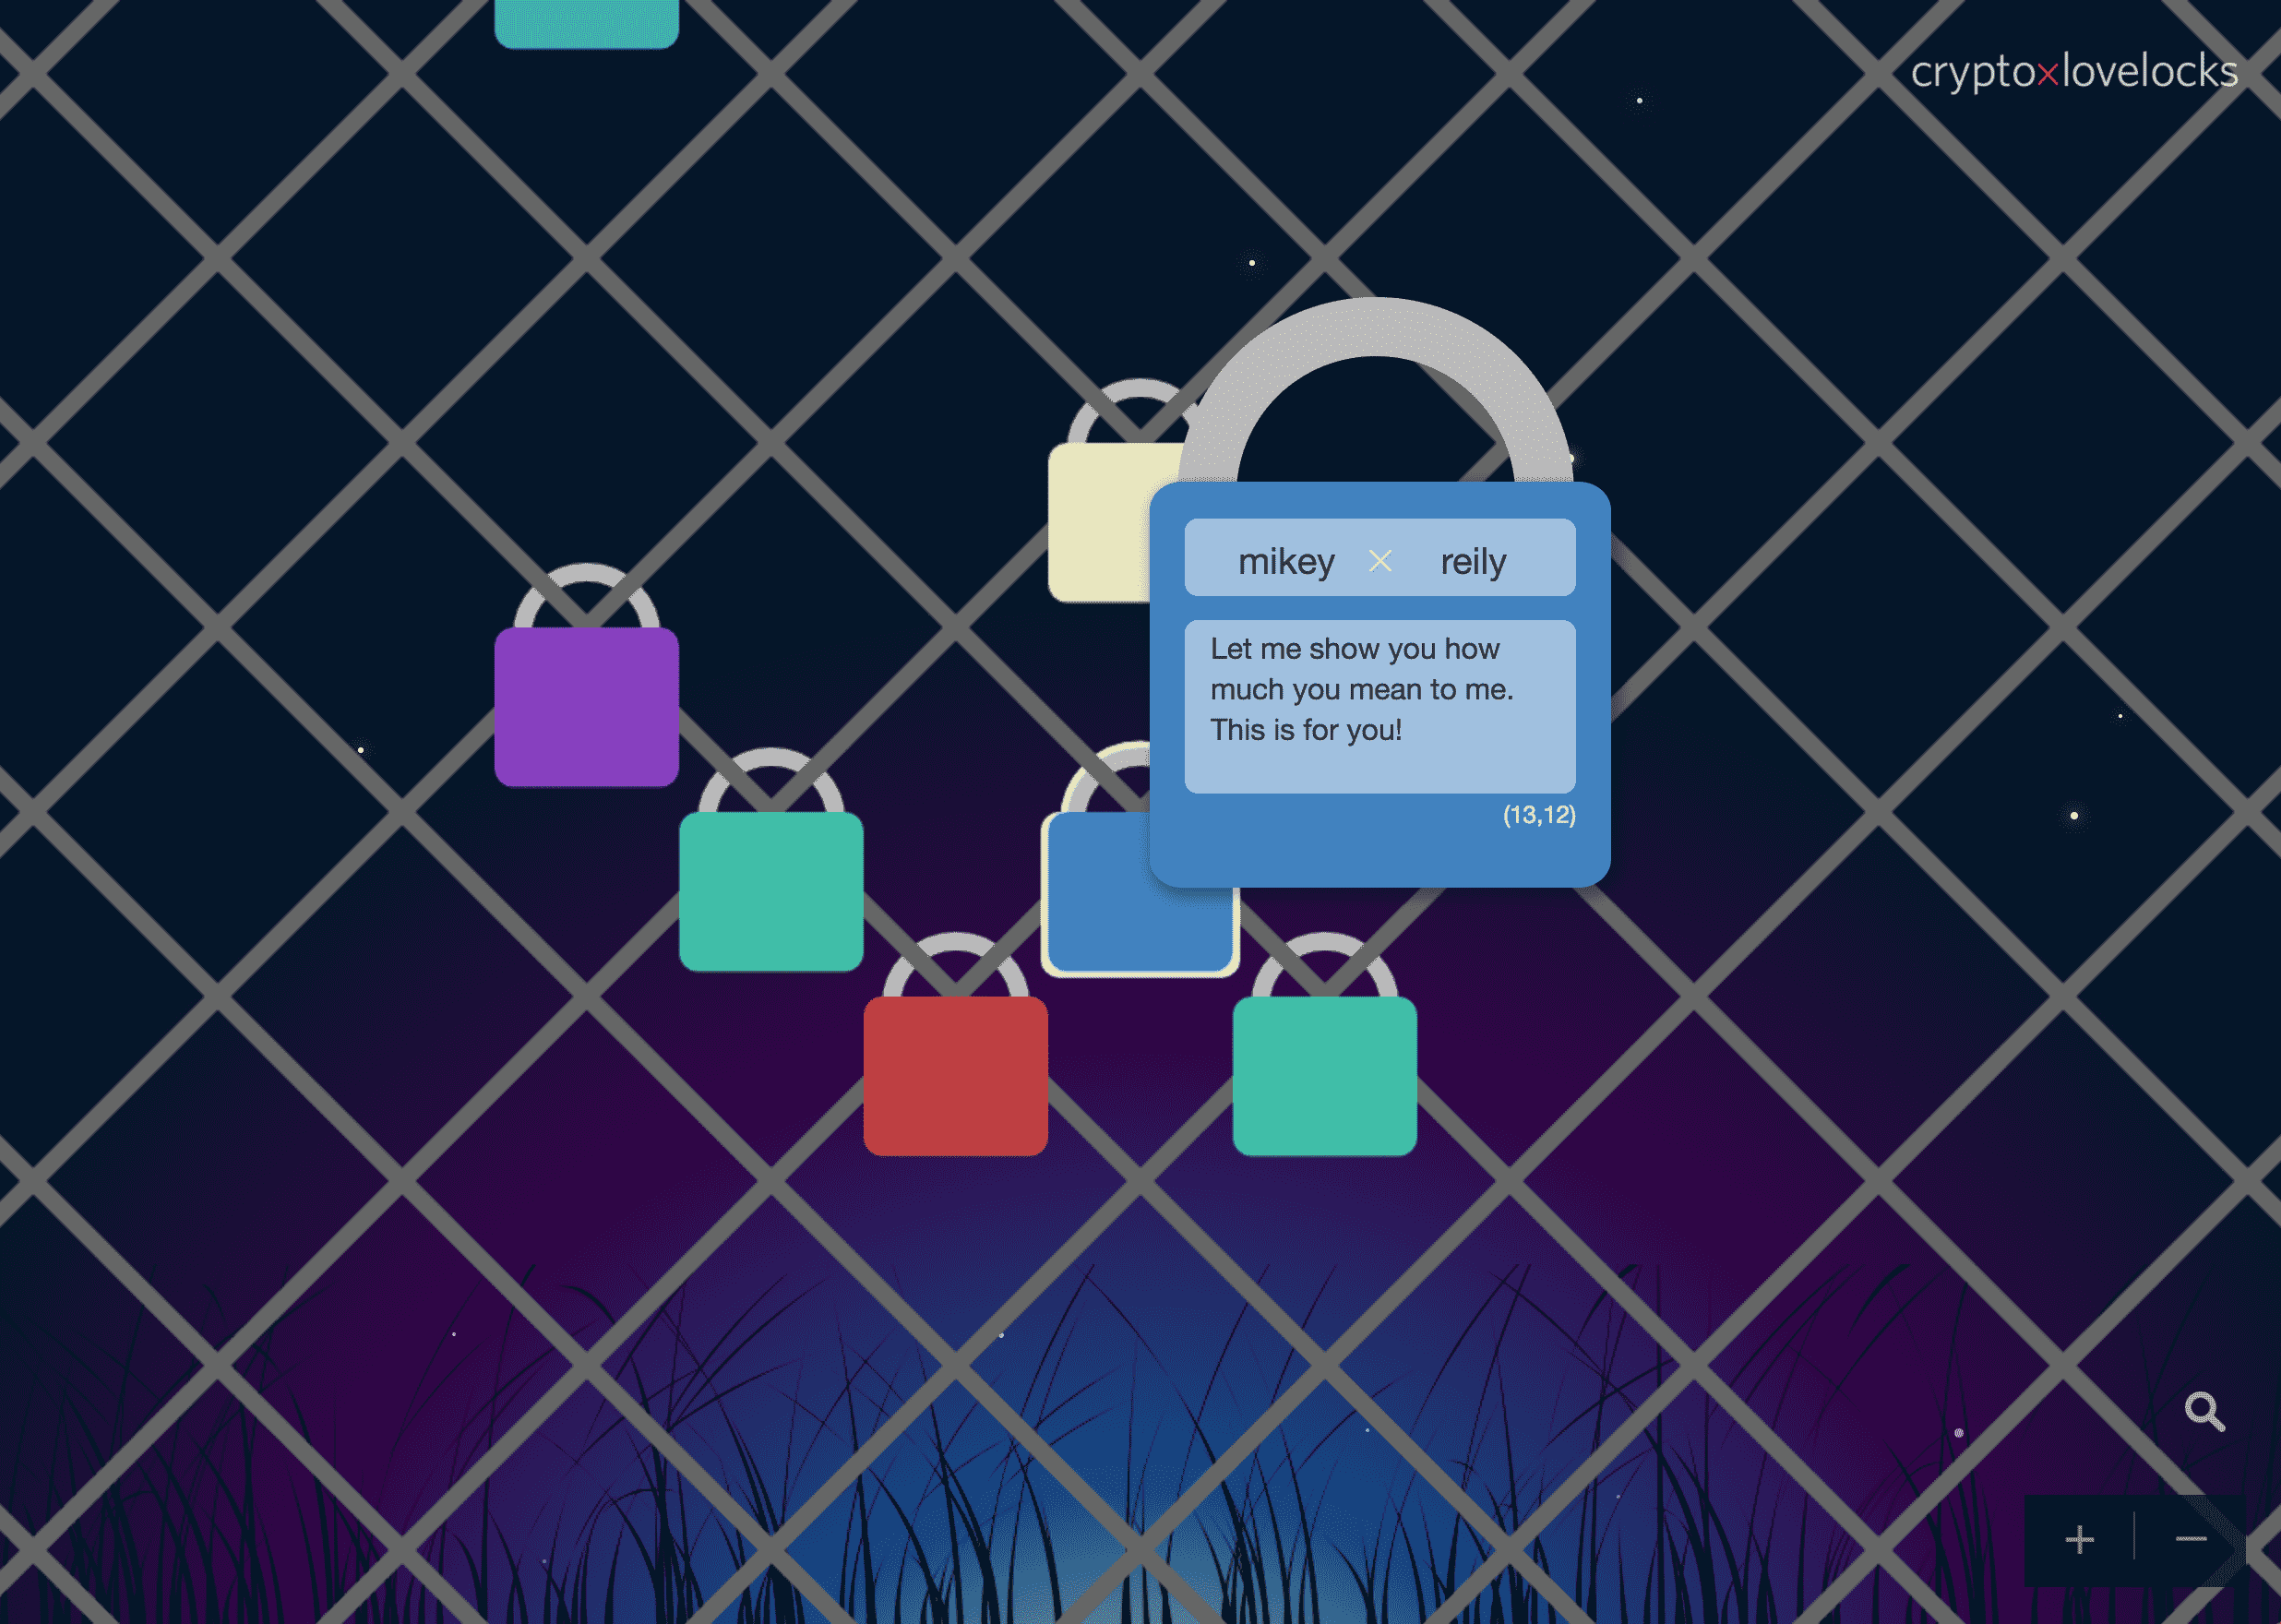 cryptoxlovelocks
mikey × reily
Let me show you how
much you mean to me.
This is for you!
(13,12)
+ | −